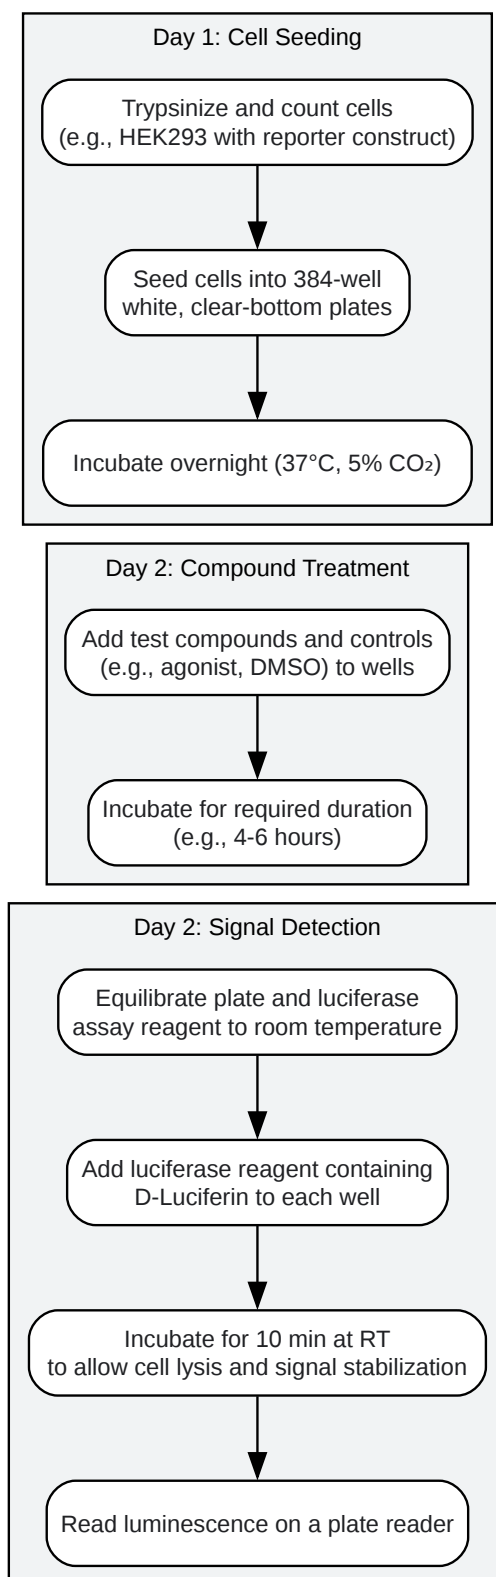 Day 1: Cell Seeding
Trypsinize and count cells
(e.g., HEK293 with reporter construct)
Seed cells into 384-well
white, clear-bottom plates
Incubate overnight (37°C, 5% CO₂)
Day 2: Compound Treatment
Add test compounds and controls
(e.g., agonist, DMSO) to wells
Incubate for required duration
(e.g., 4-6 hours)
Day 2: Signal Detection
Equilibrate plate and luciferase
assay reagent to room temperature
Add luciferase reagent containing
D-Luciferin to each well
Incubate for 10 min at RT
to allow cell lysis and signal stabilization
Read luminescence on a plate reader